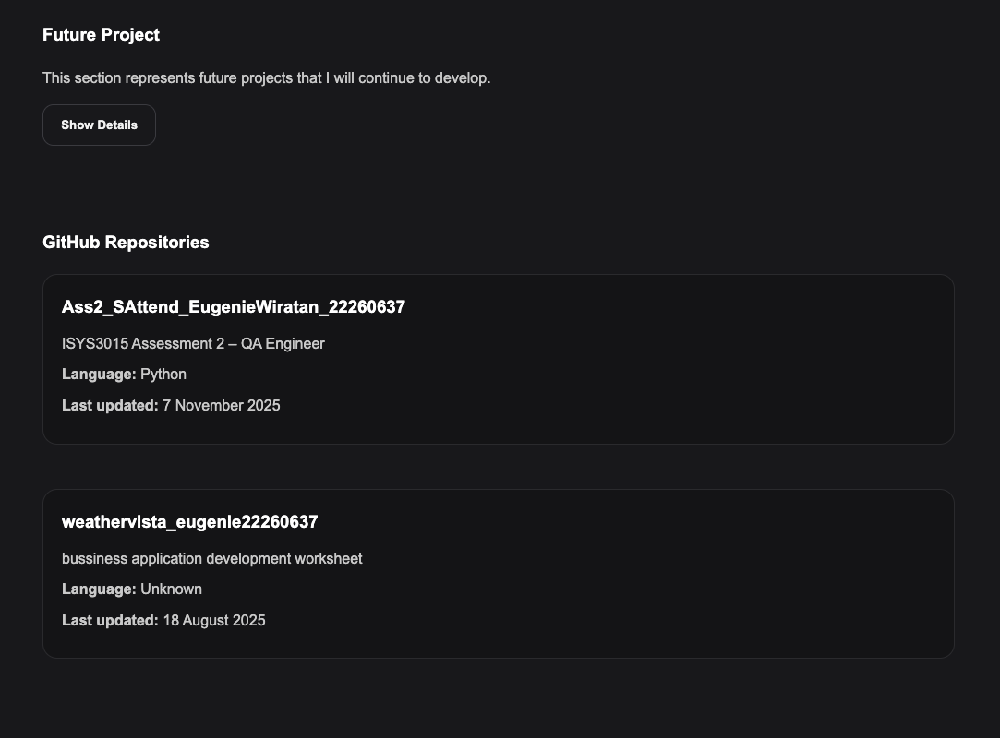 Future Project
This section represents future projects that I will continue to develop.
Show Details
GitHub Repositories
Ass2_SAttend_EugenieWiratan_22260637
ISYS3015 Assessment 2 – QA Engineer
Language: Python
Last updated: 7 November 2025
weathervista_eugenie22260637
bussiness application development worksheet
Language: Unknown
Last updated: 18 August 2025